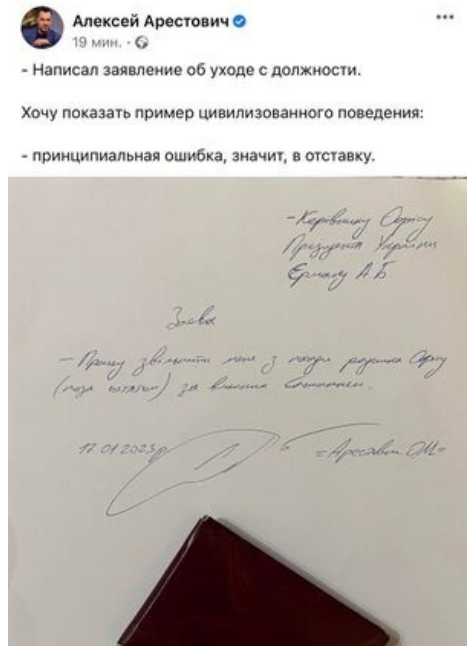 Алексей Арестович
19 мин.
- Написал заявление об уходе с должности.
Хочу показать пример цивилизованного поведения:
- принципиальная ошибка, значит, в отставку.
- Керівнику Офісу
Президента України
Єрмаку А.Б
Заява
- Прошу звільнити мене з посади радника Офісу
(поза штатом) за власним бажанням.
17.01.2023р
=Арестович О.М=